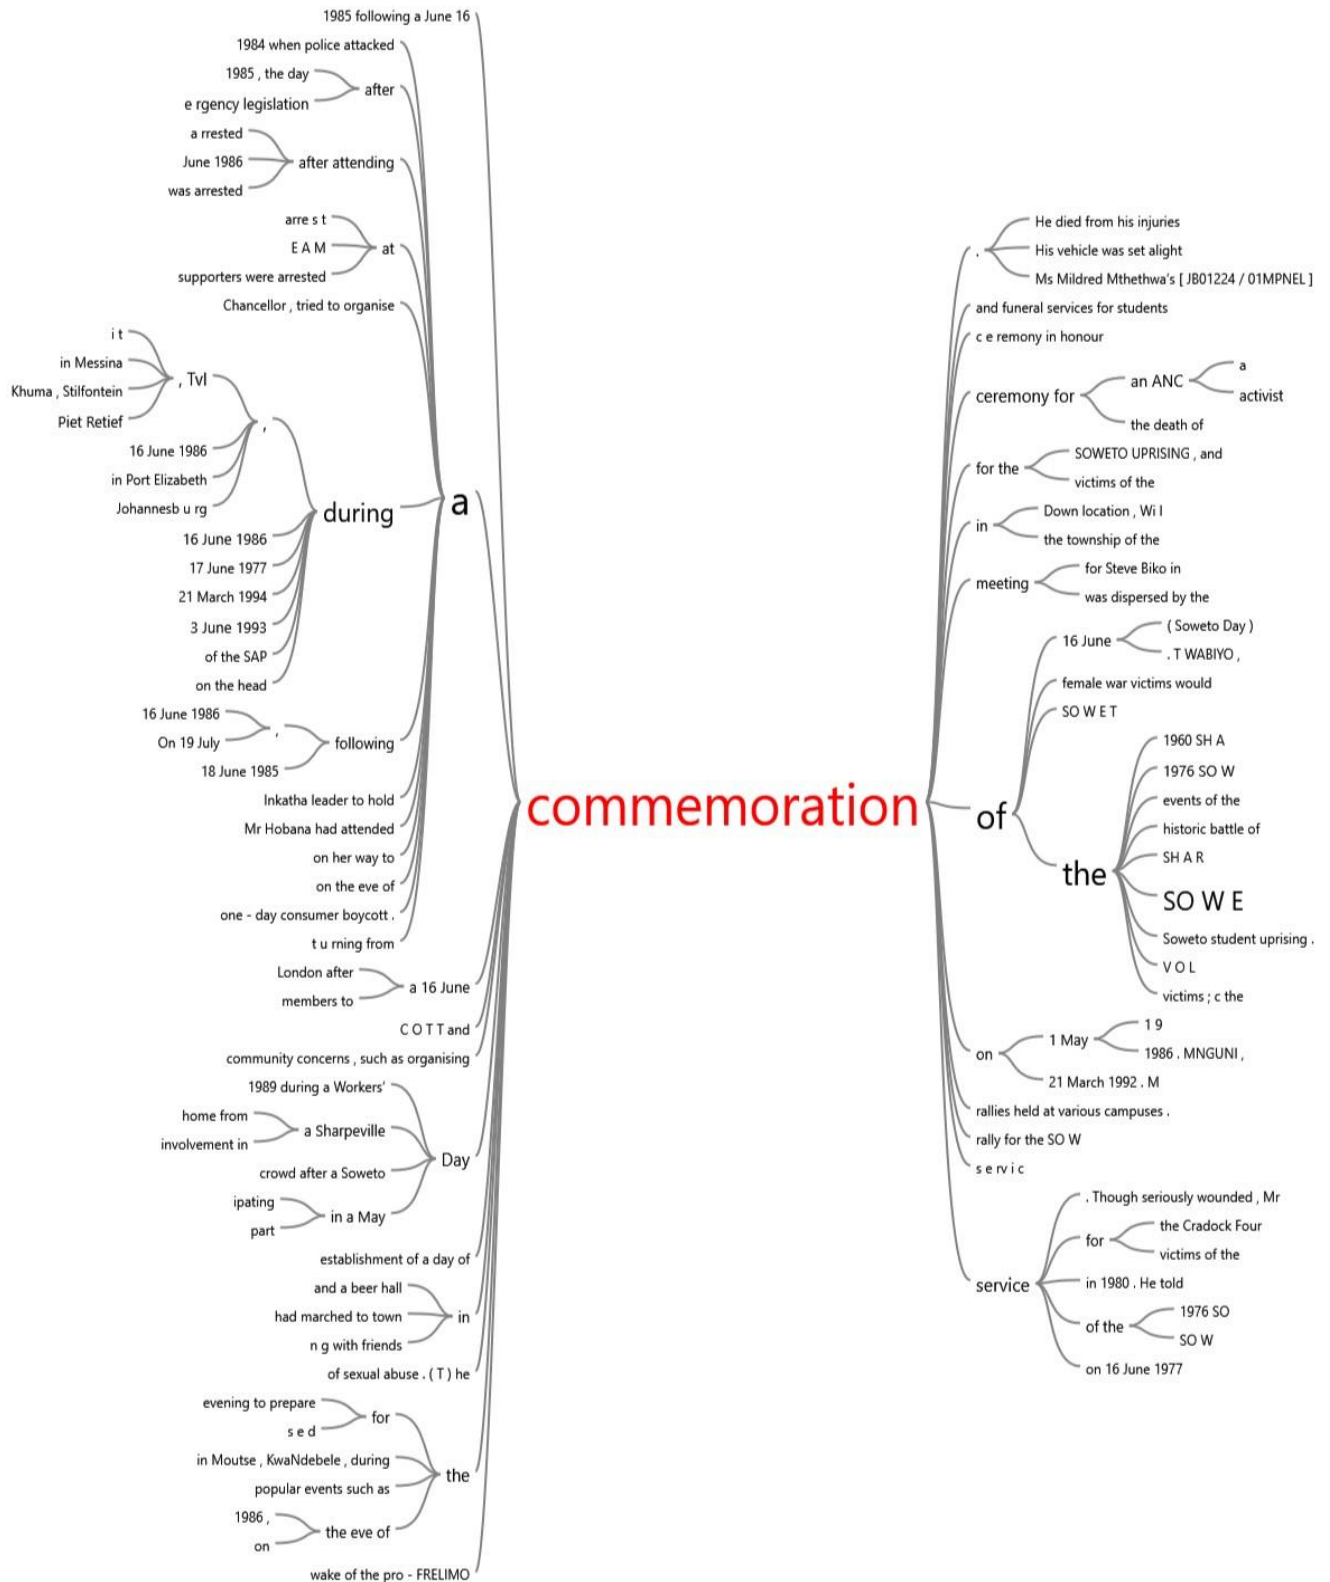 1985 following a June 16
1984 when police attacked
1985 , the day
after
e rgency legislation
a rrested
June 1986
after attending
was arrested
arre s t
E A M
at
supporters were arrested
Chancellor , tried to organise
i t
in Messina
, Tvl
Khuma , Stilfontein
Piet Retief
,
16 June 1986
in Port Elizabeth
Johannesb u rg
during
a
16 June 1986
17 June 1977
21 March 1994
3 June 1993
of the SAP
on the head
16 June 1986
,
On 19 July
following
18 June 1985
Inkatha leader to hold
Mr Hobana had attended
on her way to
on the eve of
one - day consumer boycott .
t u rning from
London after
a 16 June
members to
C O T T and
community concerns , such as organising
1989 during a Workers'
home from
a Sharpeville
involvement in
Day
crowd after a Soweto
ipating
in a May
part
establishment of a day of
and a beer hall
had marched to town
in
n g with friends
of sexual abuse . ( T ) he
evening to prepare
for
s e d
in Moutse , KwaNdebele , during
the
popular events such as
1986 ,
the eve of
on
wake of the pro - FRELIMO
commemoration
He died from his injuries
.
His vehicle was set alight
Ms Mildred Mthethwa's [ JB01224 / 01MPNEL ]
and funeral services for students
c e remony in honour
ceremony for
an ANC
a
activist
the death of
for the
SOWETO UPRISING , and
victims of the
in
Down location , Wi l
the township of the
meeting
for Steve Biko in
was dispersed by the
of
16 June
( Soweto Day )
. T WABIYO ,
female war victims would
SO W E T
the
1960 SH A
1976 SO W
events of the
historic battle of
SH A R
SO W E
Soweto student uprising .
V O L
victims ; c the
on
1 May
1 9
1986 . MNGUNI ,
21 March 1992 . M
rallies held at various campuses .
rally for the SO W
s e rv i c
service
. Though seriously wounded , Mr
for
the Cradock Four
victims of the
in 1980 . He told
of the
1976 SO
SO W
on 16 June 1977